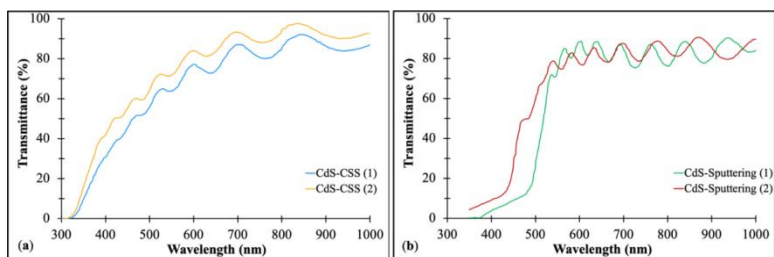 100
80
60
40
20
0
Transmittance (%)
CdS-CSS (1)
CdS-CSS (2)
(a)
300 400 500 600 700 800 900 1000
Wavelength (nm)
100
80
60
40
20
0
Transmittance (%)
CdS-Sputtering (1)
CdS-Sputtering (2)
(b)
300 400 500 600 700 800 900 1000
Wavelength (nm)